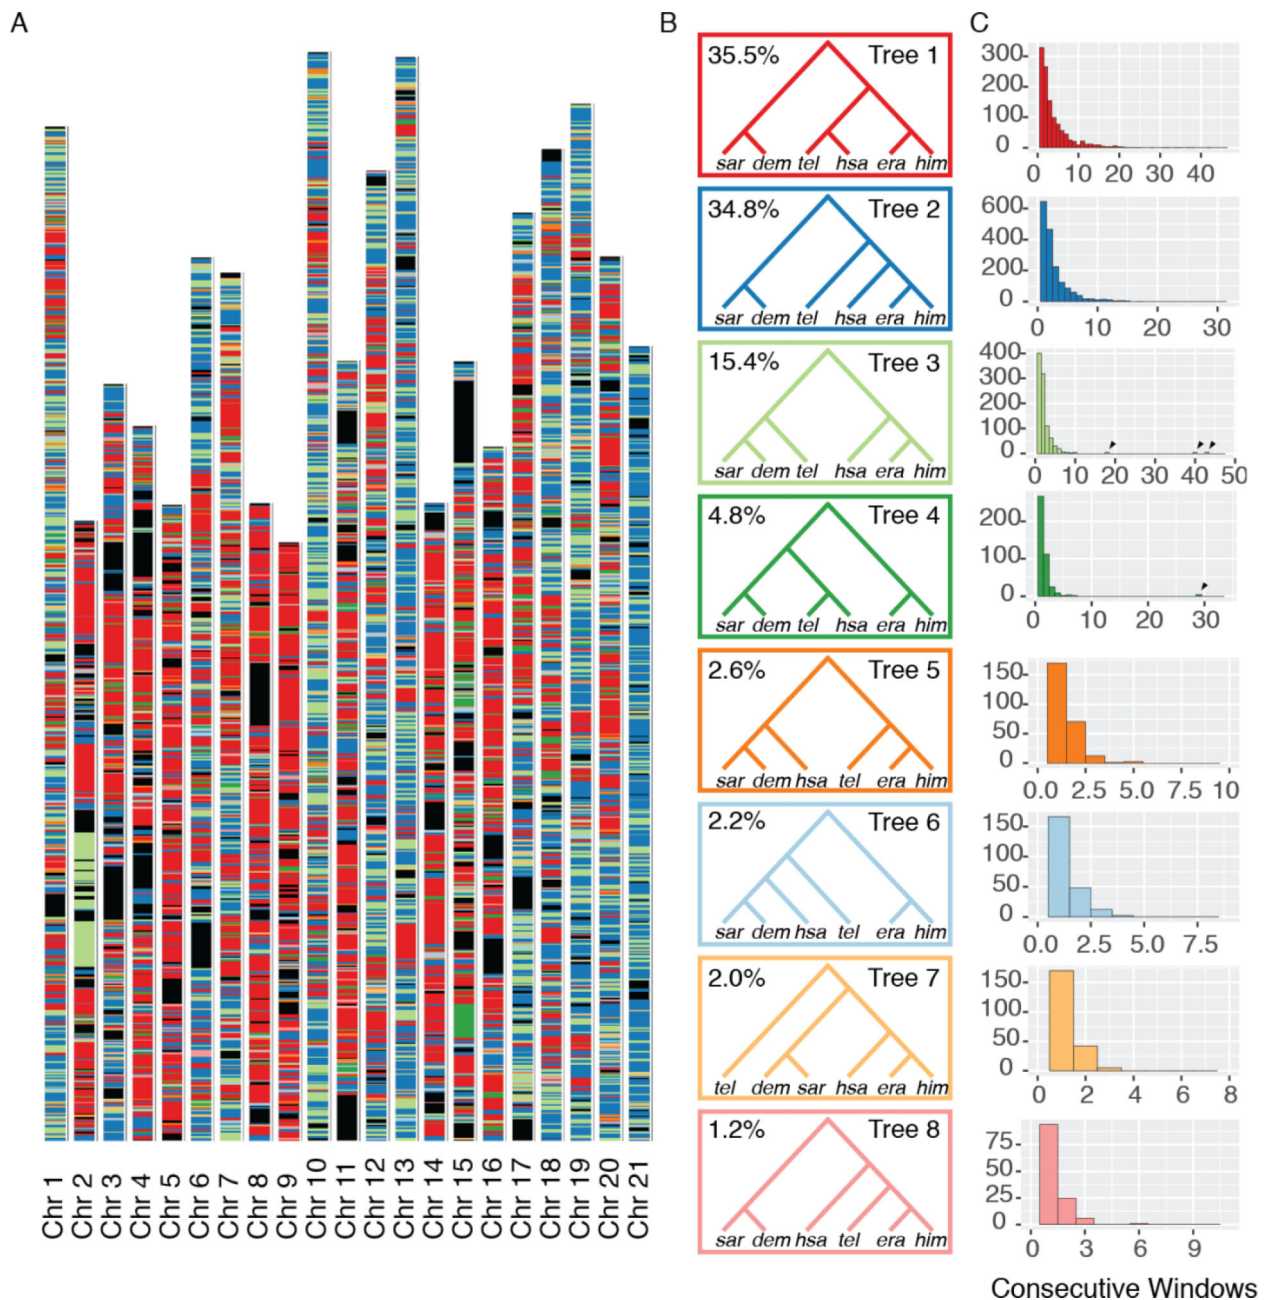 A
B
C
35.5% Tree 1
sar dem tel hsa era him
300
200
100
0
0 10 20 30 40
34.8% Tree 2
sar dem tel hsa era him
600
400
200
0
0 10 20 30
15.4% Tree 3
sar dem tel hsa era him
400
300
200
100
0
0 10 20 30 40 50
4.8% Tree 4
sar dem tel hsa era him
200
100
0
0 10 20 30
2.6% Tree 5
sar dem hsa tel era him
150
100
50
0
0.0 2.5 5.0 7.5 10
2.2% Tree 6
sar dem hsa tel era him
150
100
50
0
0.0 2.5 5.0 7.5
2.0% Tree 7
tel dem sar hsa era him
150
100
50
0
0 2 4 6 8
1.2% Tree 8
sar dem hsa tel era him
75
50
25
0
0 3 6 9
Chr 1
Chr 2
Chr 3
Chr 4
Chr 5
Chr 6
Chr 7
Chr 8
Chr 9
Chr 10
Chr 11
Chr 12
Chr 13
Chr 14
Chr 15
Chr 16
Chr 17
Chr 18
Chr 19
Chr 20
Chr 21
Consecutive Windows